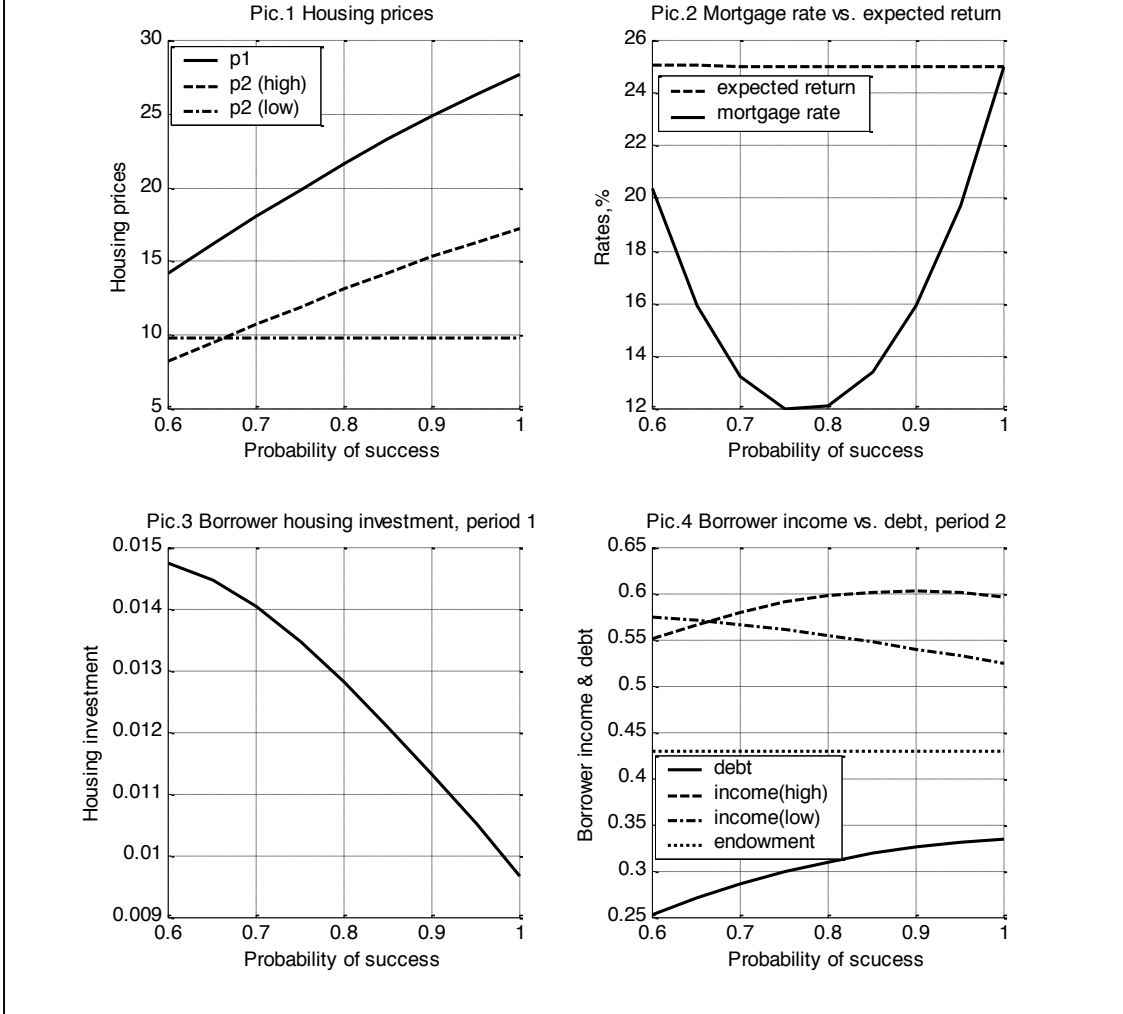 Pic.1 Housing prices
30
25
20
15
10
5
0.6 0.7 0.8 0.9 1
Housing prices
Probability of success
p1
p2 (high)
p2 (low)
Pic.2 Mortgage rate vs. expected return
26
24
22
20
18
16
14
12
0.6 0.7 0.8 0.9 1
Rates,%
Probability of success
expected return
mortgage rate
Pic.3 Borrower housing investment, period 1
0.015
0.014
0.013
0.012
0.011
0.01
0.009
0.6 0.7 0.8 0.9 1
Housing investment
Probability of success
Pic.4 Borrower income vs. debt, period 2
0.65
0.6
0.55
0.5
0.45
0.4
0.35
0.3
0.25
0.6 0.7 0.8 0.9 1
Borrower income & debt
Probability of scucess
debt
income(high)
income(low)
endowment